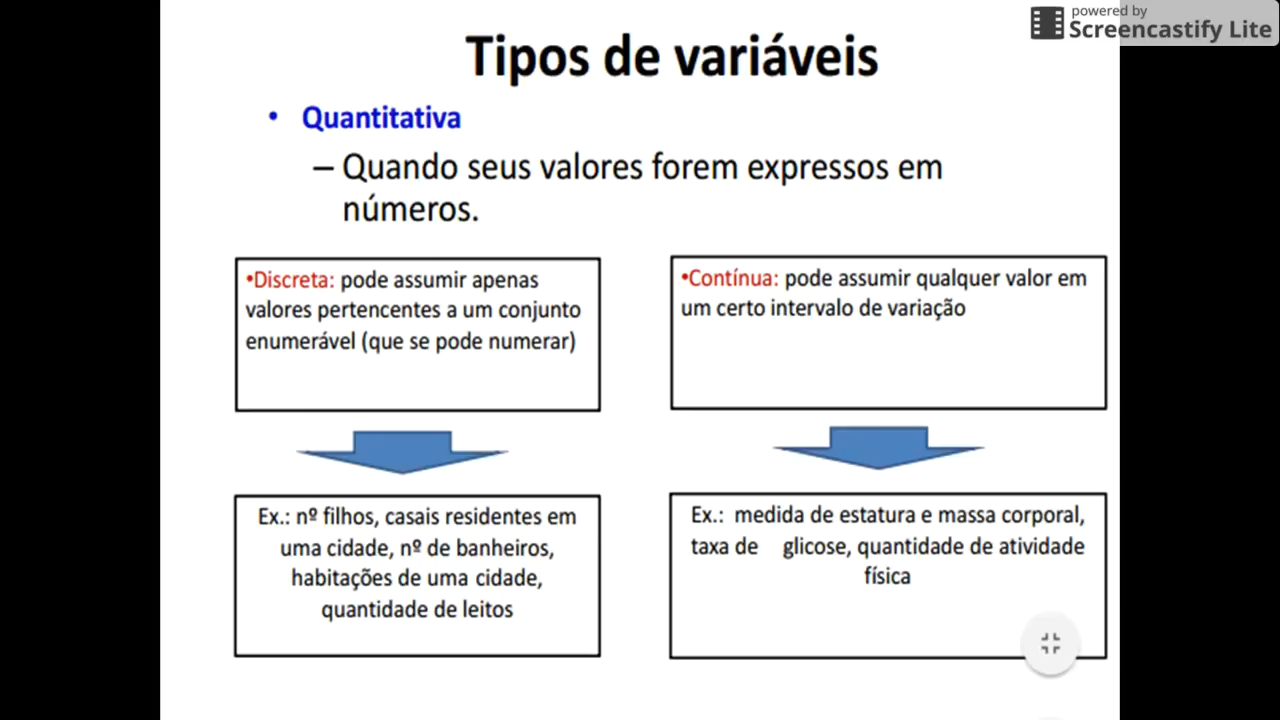 powered by
Screencastify Lite
Tipos de variáveis
• Quantitativa
– Quando seus valores forem expressos em
números.
•Discreta: pode assumir apenas
valores pertencentes a um conjunto
enumerável (que se pode numerar)
•Contínua: pode assumir qualquer valor em
um certo intervalo de variação
Ex.: nº filhos, casais residentes em
uma cidade, nº de banheiros,
habitações de uma cidade,
quantidade de leitos
Ex.: medida de estatura e massa corporal,
taxa de glicose, quantidade de atividade
física